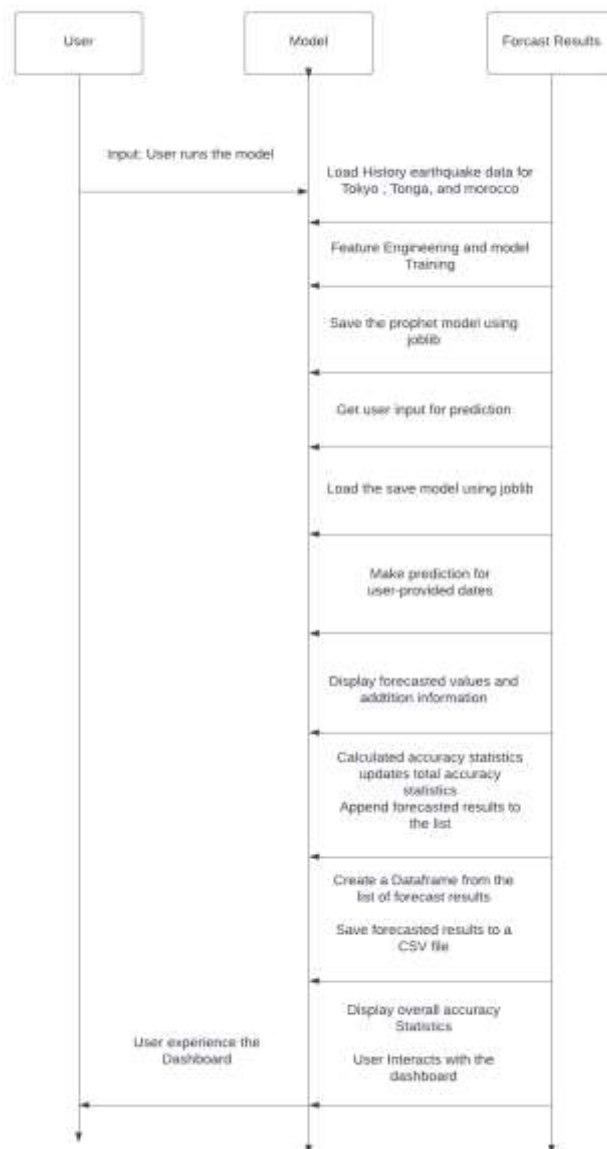 User
Model
Forcast Results
Input: User runs the model
Load History earthquake data for
Tokyo , Tonga, and morocco
Feature Engineering and model
Training
Save the prophet model using
joblib
Get user input for prediction
Load the save model using joblib
Make prediction for
user-provided dates
Display forecasted values and
addtition information
Calculated accuracy statistics
updates total accuracy
statistics
Append forecasted results to
the list
Create a Dataframe from the
list of forecast results
Save forecasted results to a
CSV file
Display overall accuracy
Statistics
User experience the
Dashboard
User Interacts with the
dashboard